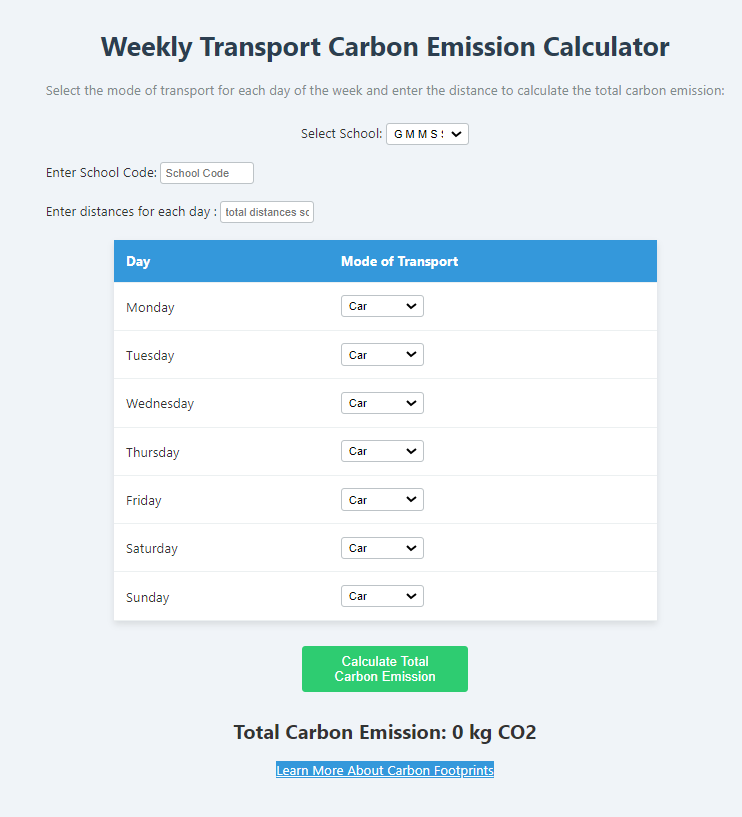 Weekly Transport Carbon Emission Calculator
Select the mode of transport for each day of the week and enter the distance to calculate the total carbon emission:
Select School: G M M S
Enter School Code: School Code
Enter distances for each day : total distances
Day Mode of Transport
Monday Car
Tuesday Car
Wednesday Car
Thursday Car
Friday Car
Saturday Car
Sunday Car
Calculate Total
Carbon Emission
Total Carbon Emission: 0 kg CO2
Learn More About Carbon Footprints